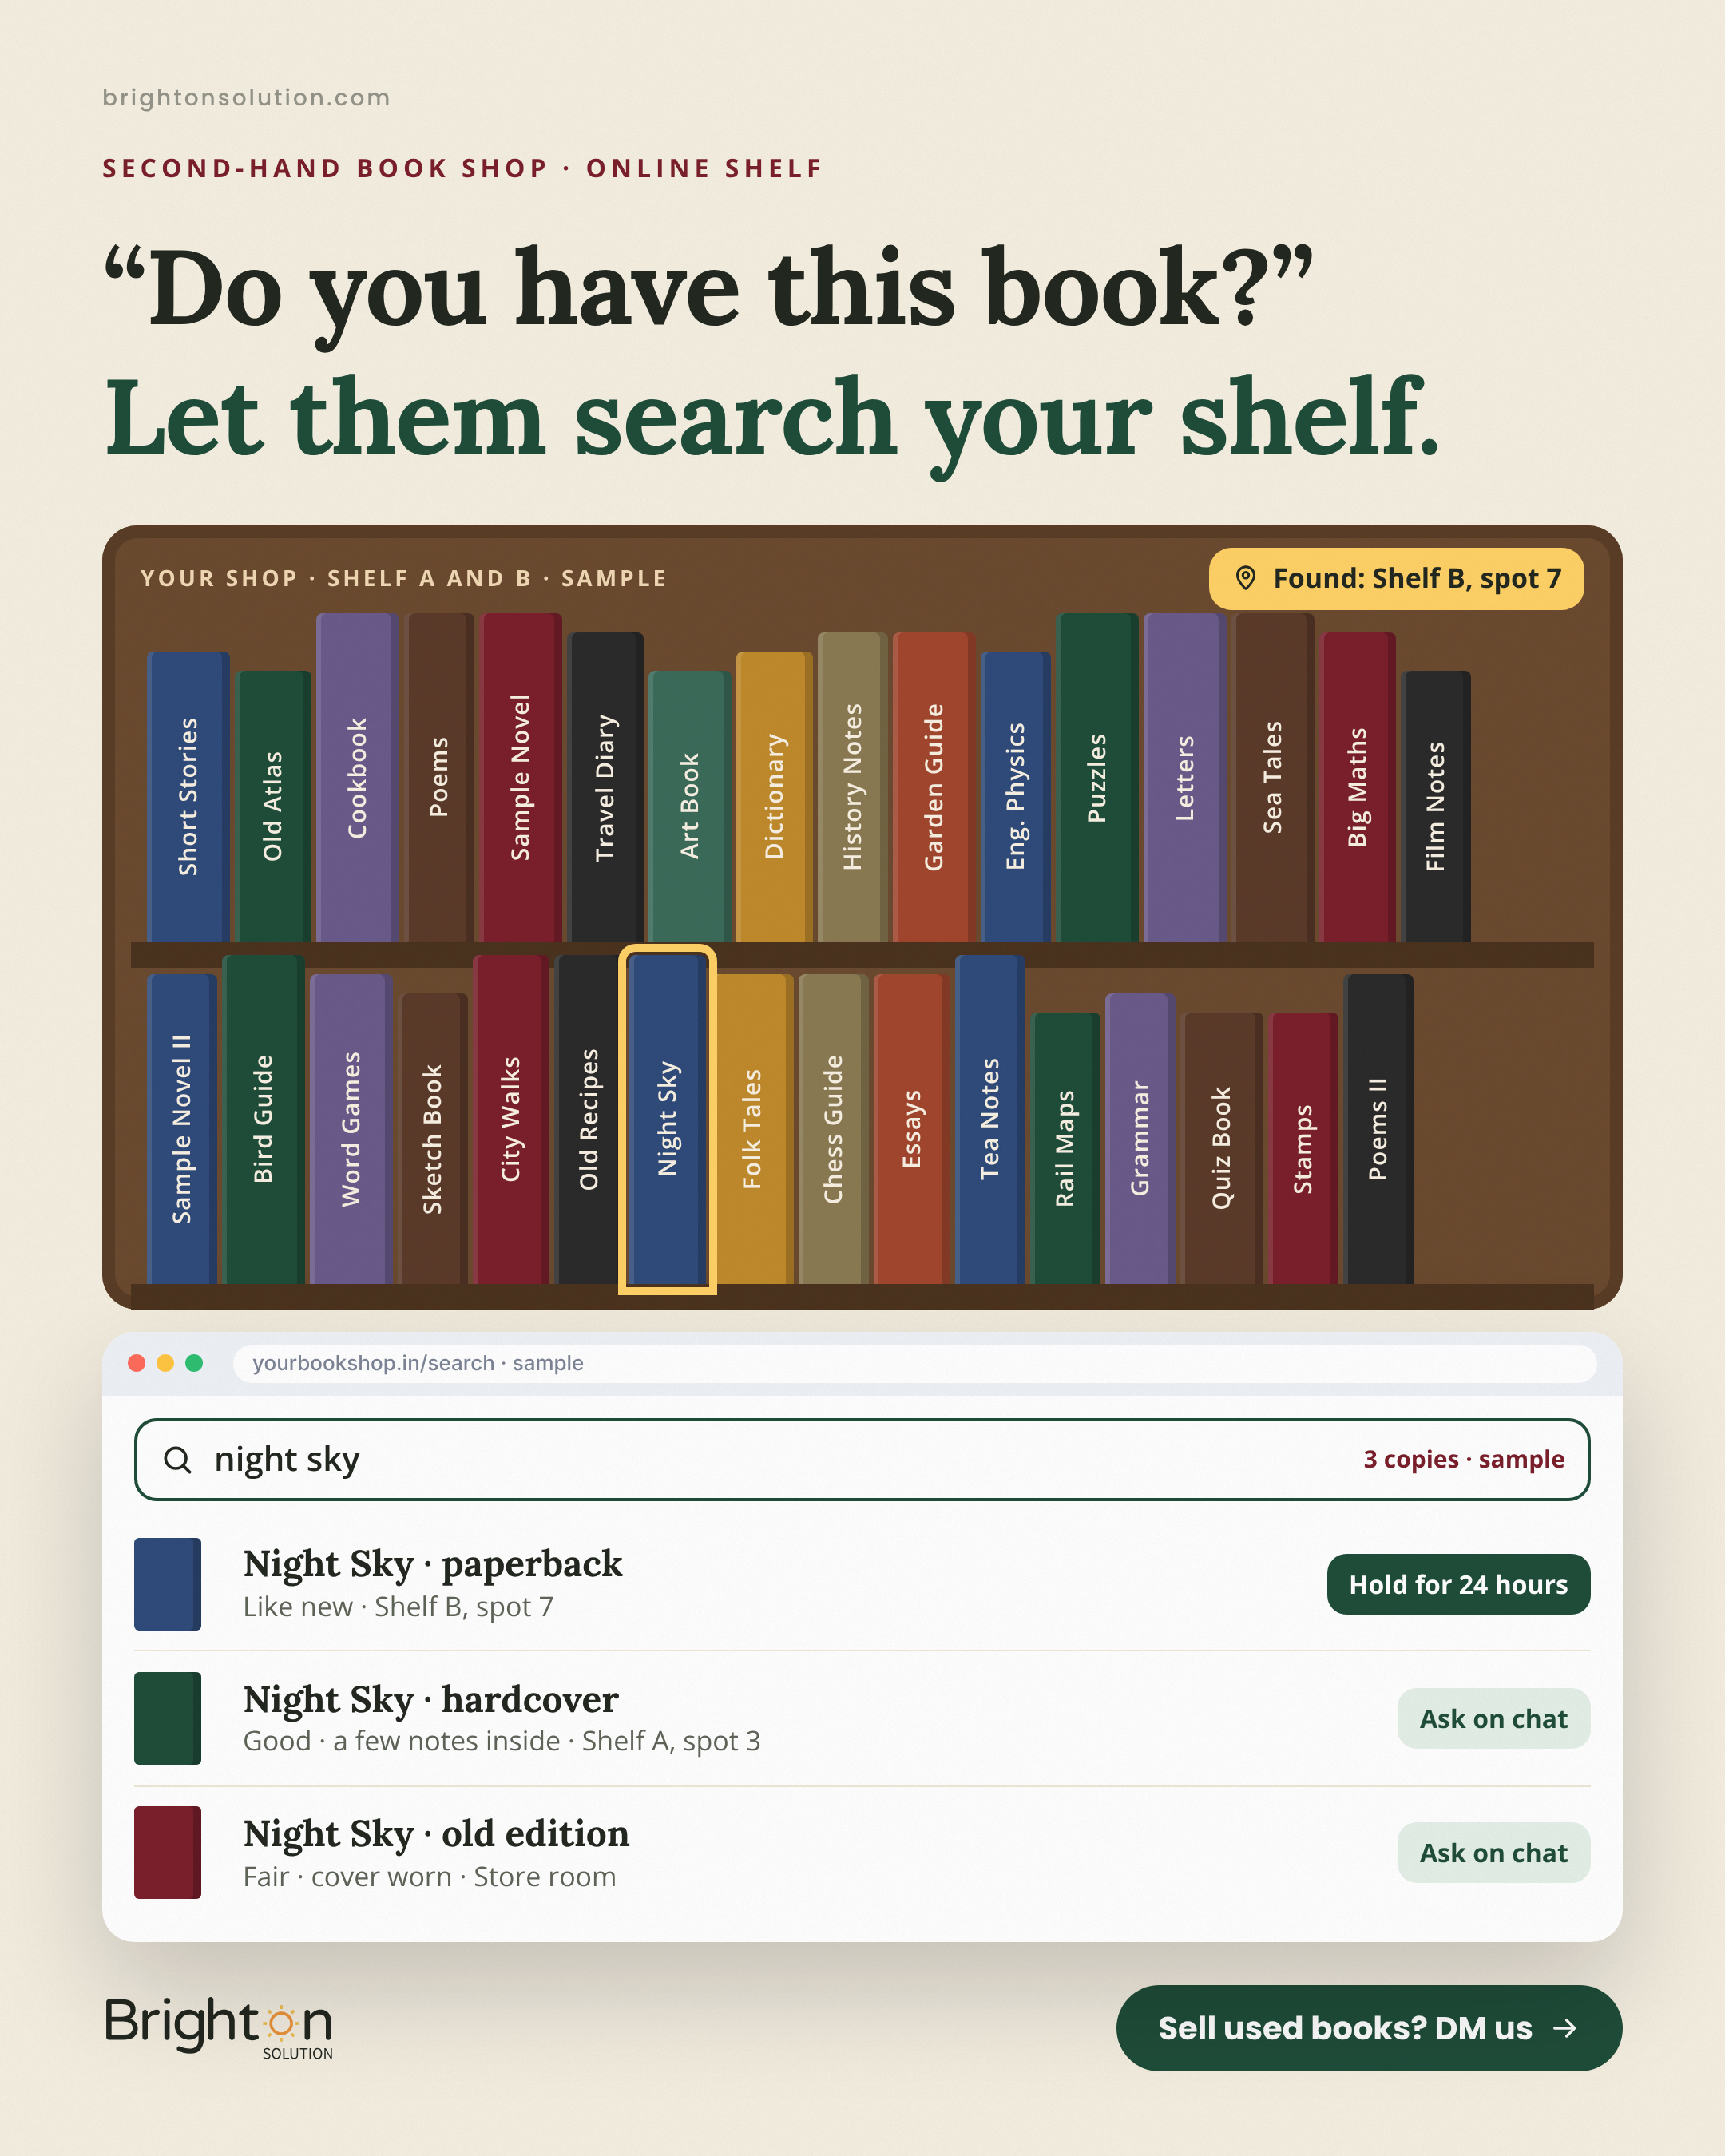 brightonsolution.com
SECOND-HAND BOOK SHOP · ONLINE SHELF
“Do you have this book?”
Let them search your shelf.
YOUR SHOP · SHELF A AND B · SAMPLE
Found: Shelf B, spot 7
Short Stories
Old Atlas
Cookbook
Poems
Sample Novel
Travel Diary
Art Book
Dictionary
History Notes
Garden Guide
Eng. Physics
Puzzles
Letters
Sea Tales
Big Maths
Film Notes
Sample Novel II
Bird Guide
Word Games
Sketch Book
City Walks
Old Recipes
Night Sky
Folk Tales
Chess Guide
Essays
Tea Notes
Rail Maps
Grammar
Quiz Book
Stamps
Poems II
yourbookshop.in/search · sample
night sky
3 copies · sample
Night Sky · paperback
Like new · Shelf B, spot 7
Hold for 24 hours
Night Sky · hardcover
Good · a few notes inside · Shelf A, spot 3
Ask on chat
Night Sky · old edition
Fair · cover worn · Store room
Ask on chat
Brighton
SOLUTION
Sell used books? DM us →